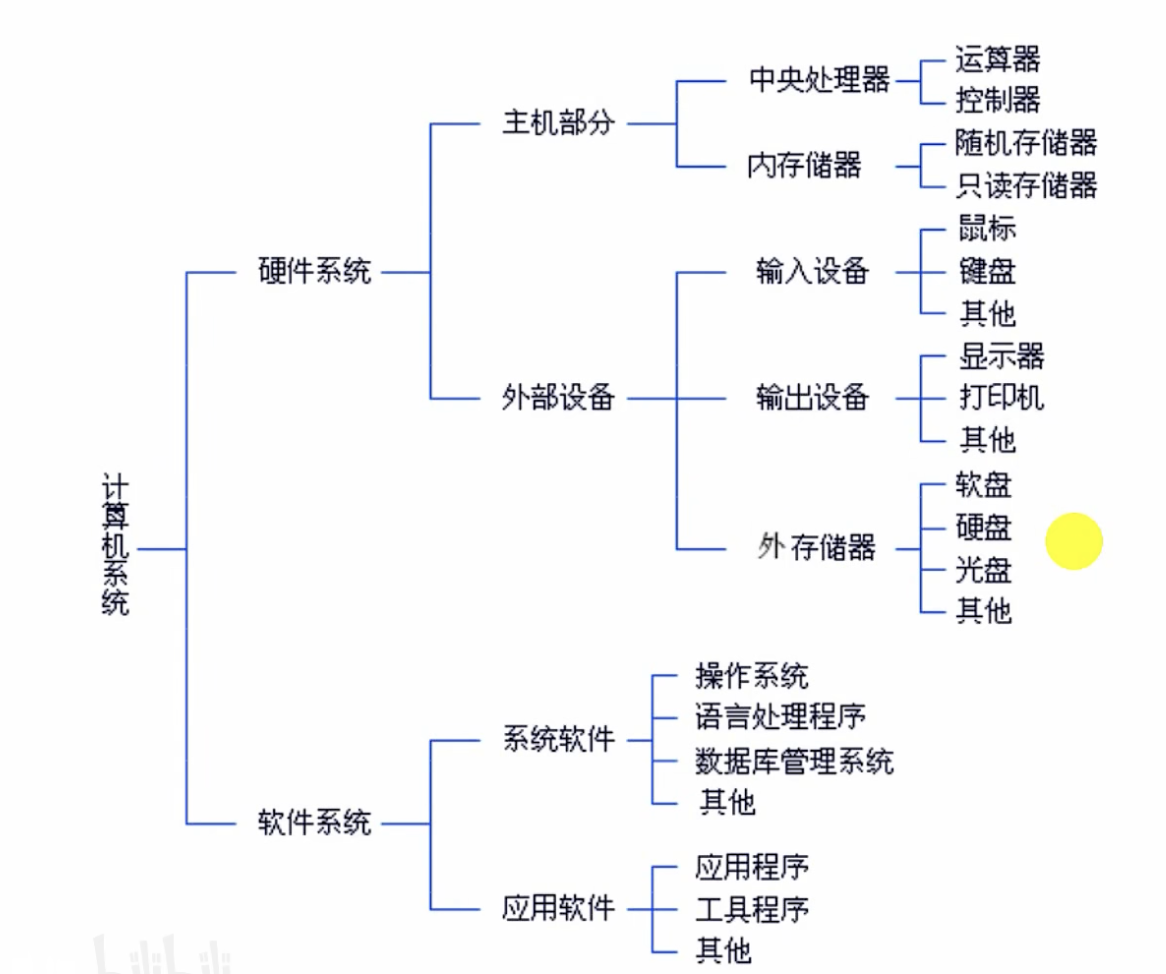 运算器
中央处理器
控制器
主机部分
随机存储器
内存储器
只读存储器
鼠标
硬件系统
输入设备
键盘
其他
显示器
外部设备
输出设备
打印机
其他
计算机系统
软盘
硬盘
外存储器
光盘
其他
操作系统
语言处理程序
系统软件
数据库管理系统
其他
软件系统
应用程序
应用软件
工具程序
其他